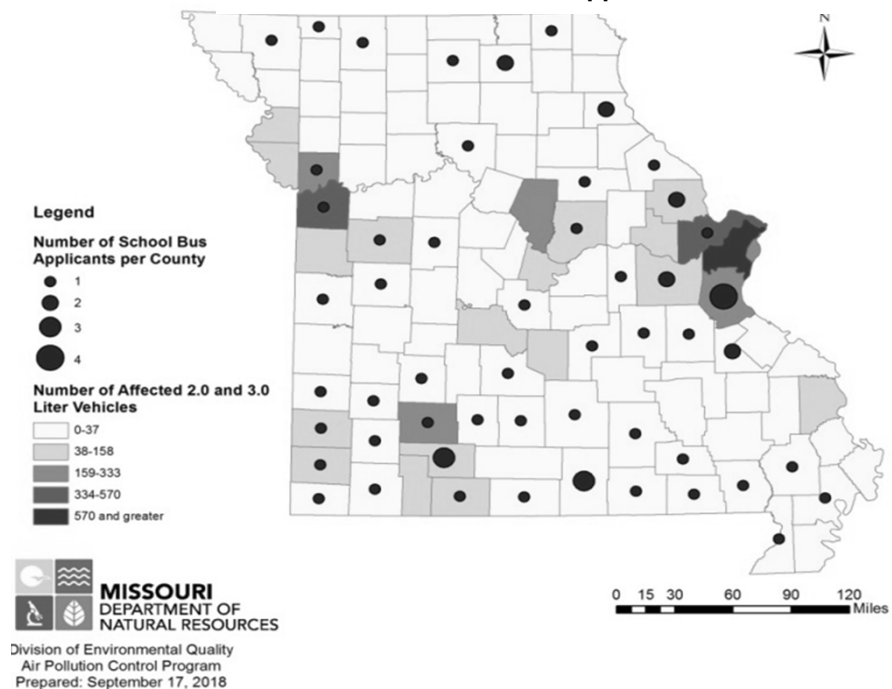 N
Legend
Number of School Bus
Applicants per County
1
2
3
4
Number of Affected 2.0 and 3.0
Liter Vehicles
0-37
38-158
159-333
334-570
570 and greater
MISSOURI
DEPARTMENT OF
NATURAL RESOURCES
Division of Environmental Quality
Air Pollution Control Program
Prepared: September 17, 2018
0 15 30 60 90 120
Miles